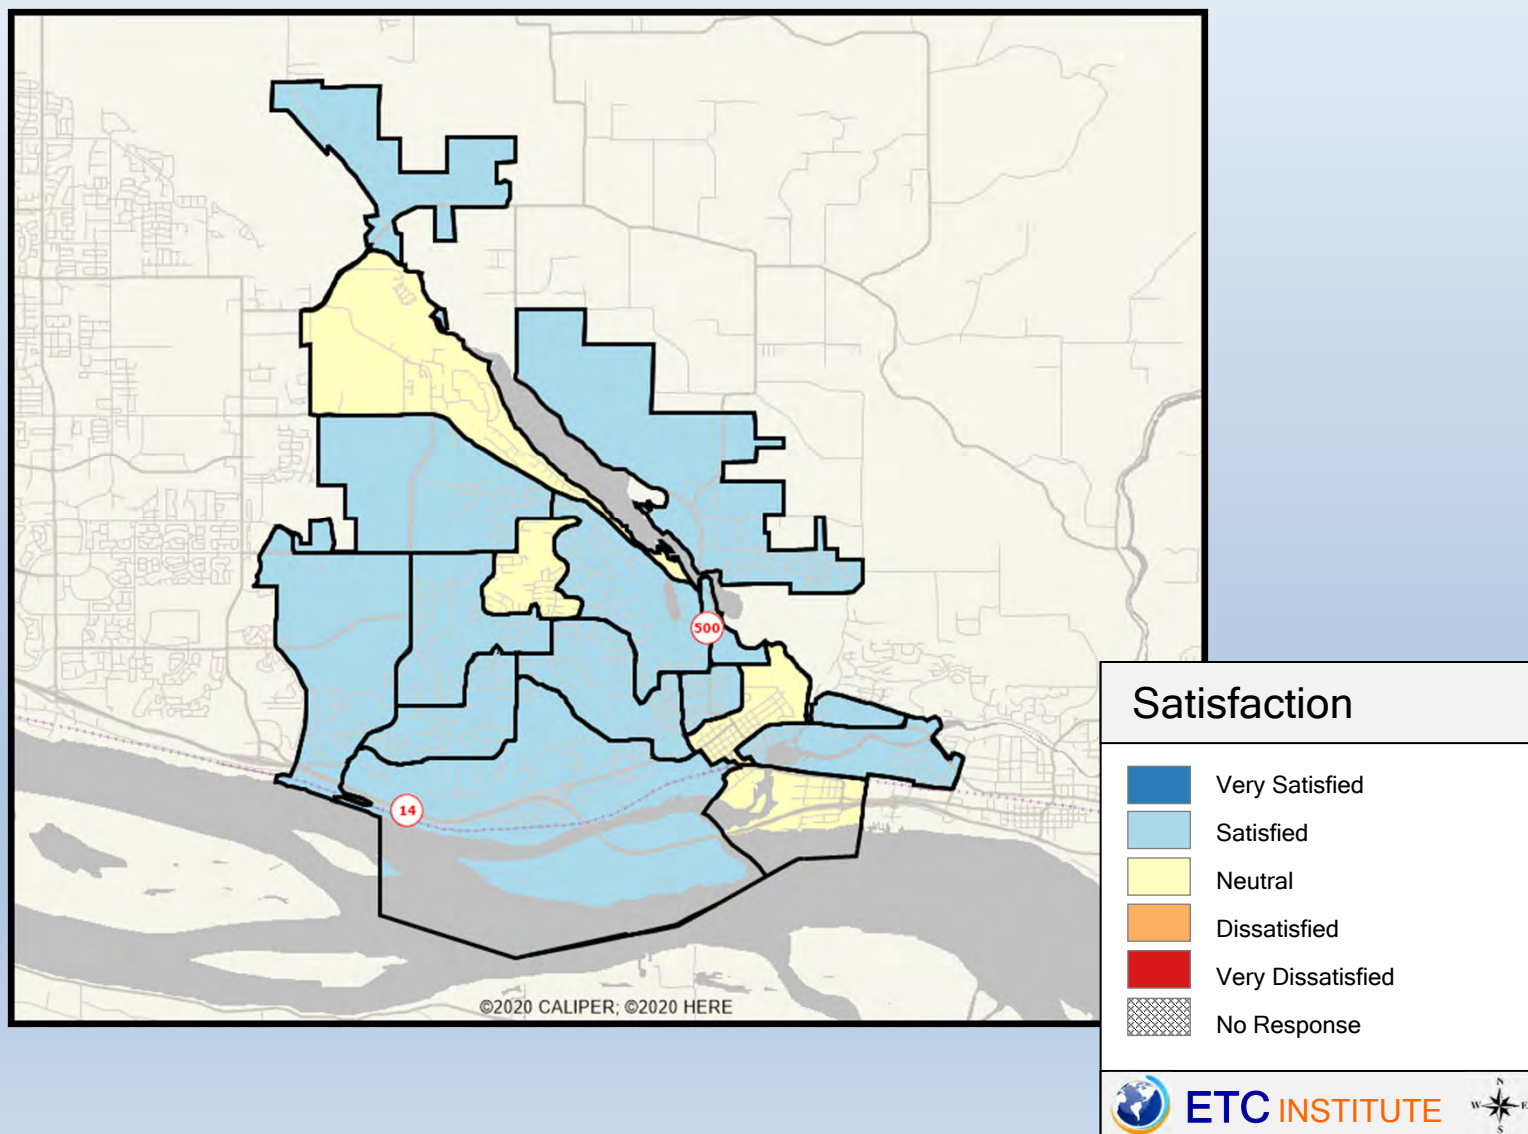 500
14
©2020 CALIPER; ©2020 HERE
Satisfaction
Very Satisfied
Satisfied
Neutral
Dissatisfied
Very Dissatisfied
No Response
ETC INSTITUTE
N
W E
S